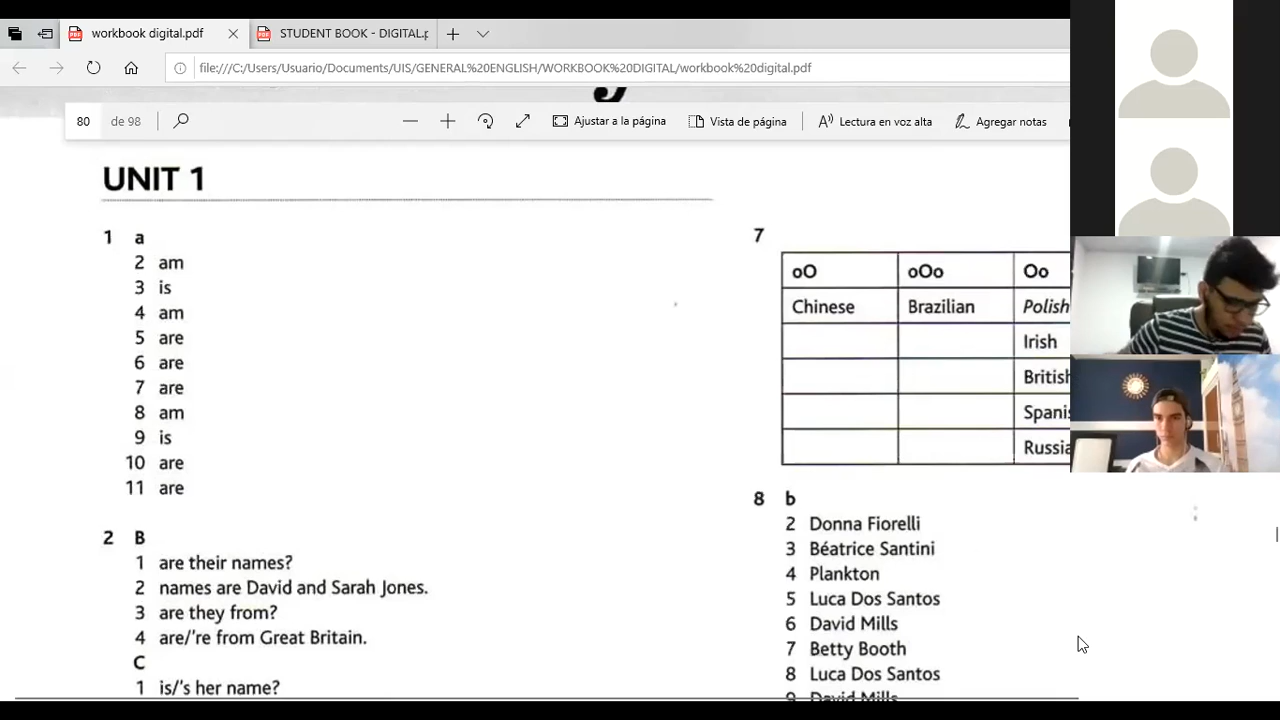 workbook digital.pdf
STUDENT BOOK - DIGITAL.p
file:///C:/Users/Usuario/Documents/UIS/GENERAL%20ENGLISH/WORKBOOK%20DIGITAL/workbook%20digital.pdf
80 de 98
Ajustar a la página
Vista de página
Lectura en voz alta
Agregar notas
UNIT 1
1 a
2 am
3 is
4 am
5 are
6 are
7 are
8 am
9 is
10 are
11 are
2 B
1 are their names?
2 names are David and Sarah Jones.
3 are they from?
4 are/'re from Great Britain.
C
1 is/'s her name?
7
oO oOo Oo
Chinese Brazilian Polish
Irish
British
Spanis
Russia
8 b
2 Donna Fiorelli
3 Béatrice Santini
4 Plankton
5 Luca Dos Santos
6 David Mills
7 Betty Booth
8 Luca Dos Santos
9 David Mills